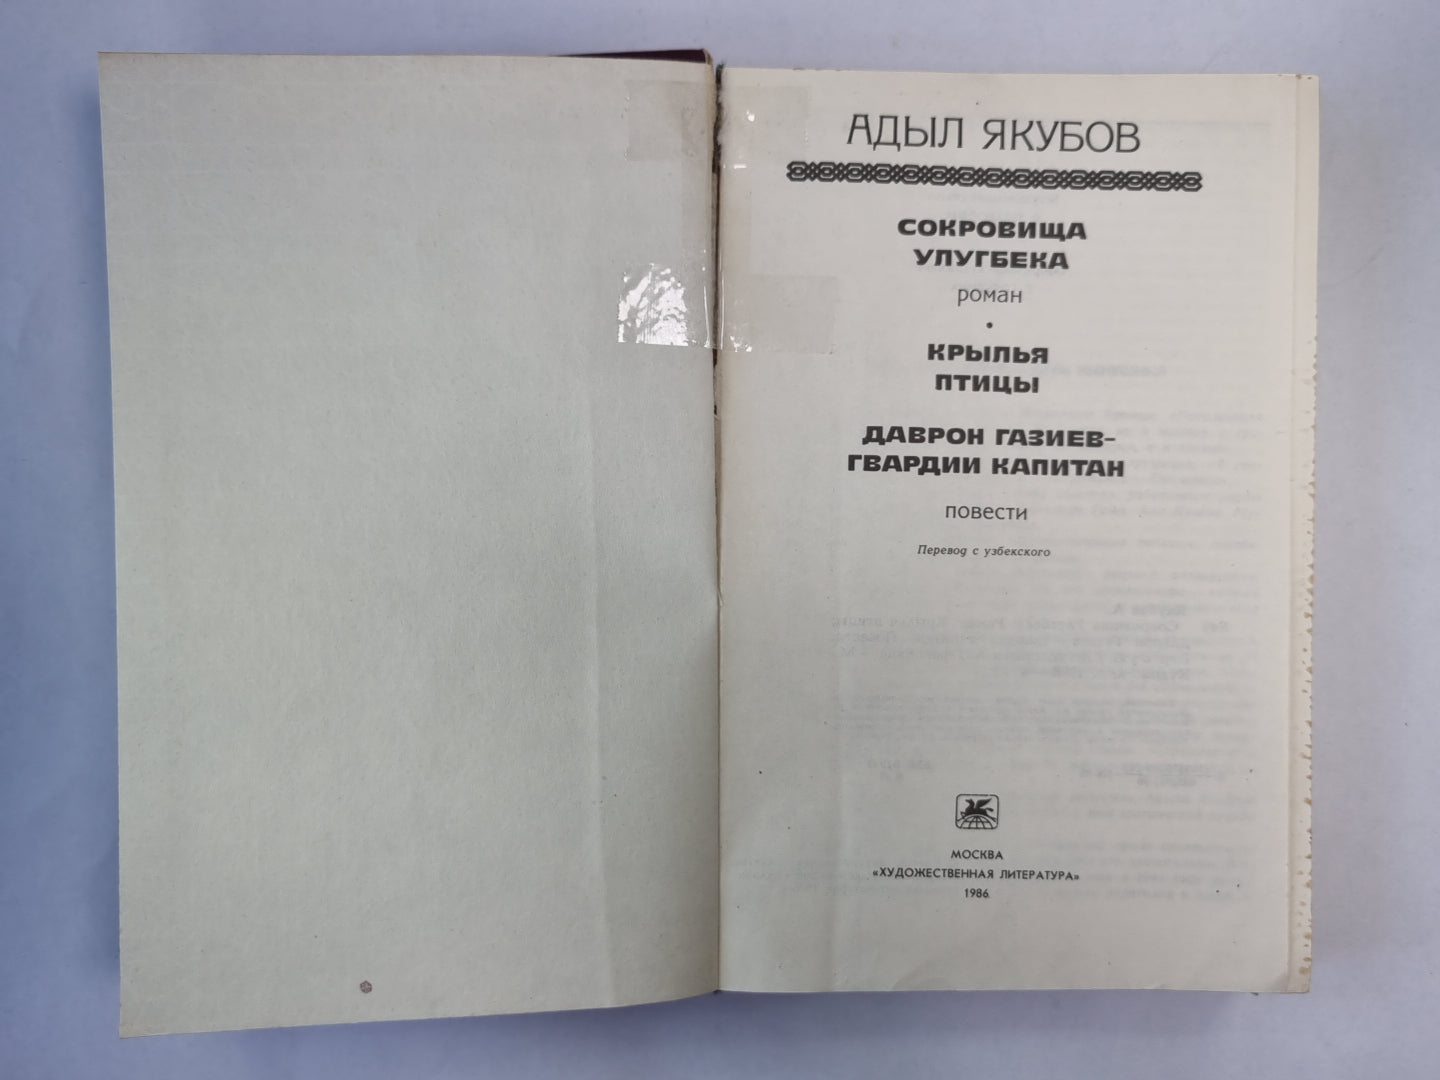 АДЫЛ ЯКУБОВ
СОКРОВИЩА
УЛУГБЕКА
роман
•
КРЫЛЬЯ
ПТИЦЫ
ДАВРОН ГАЗИЕВ-
ГВАРДИИ КАПИТАН
повести
Перевод с узбекского
МОСКВА
«ХУДОЖЕСТВЕННАЯ ЛИТЕРАТУРА»
1986